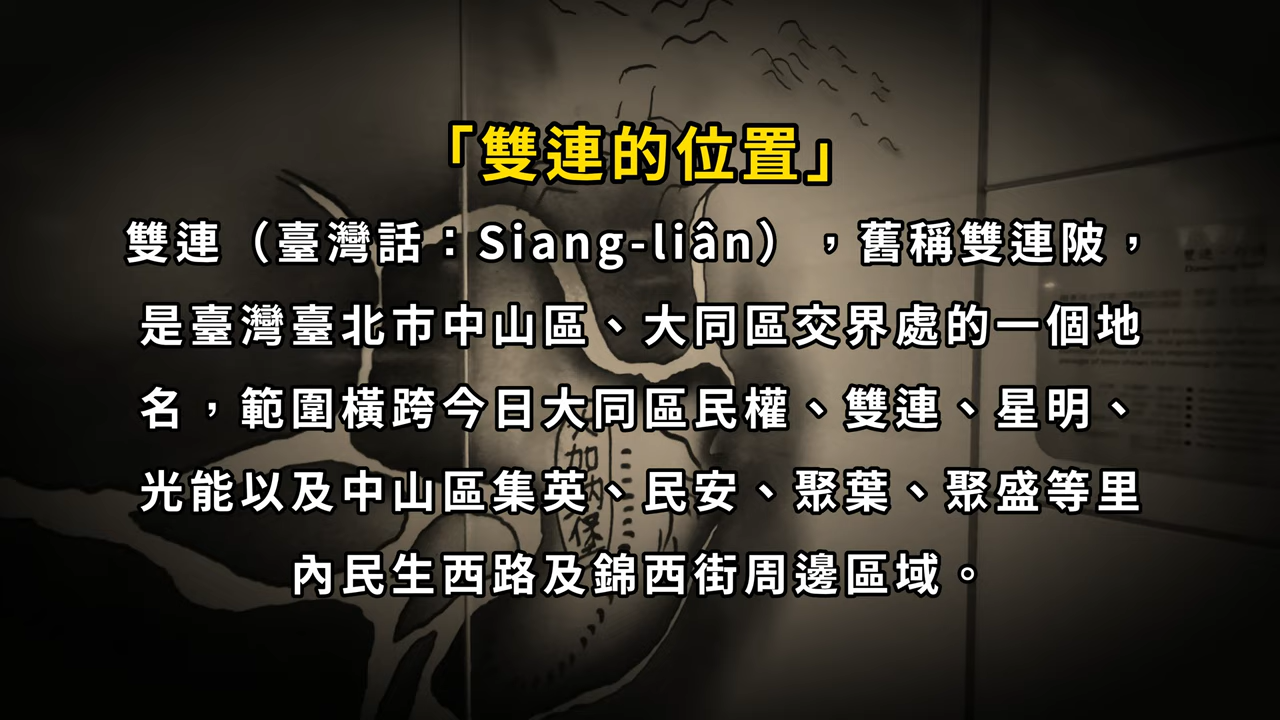 「雙連的位置」
雙連（臺灣話：Siang-liân），舊稱雙連陂，
是臺灣臺北市中山區、大同區交界處的一個地
名，範圍橫跨今日大同區民權、雙連、星明、
光能以及中山區集英、民安、聚葉、聚盛等里
內民生西路及錦西街周邊區域。
加蚋堡